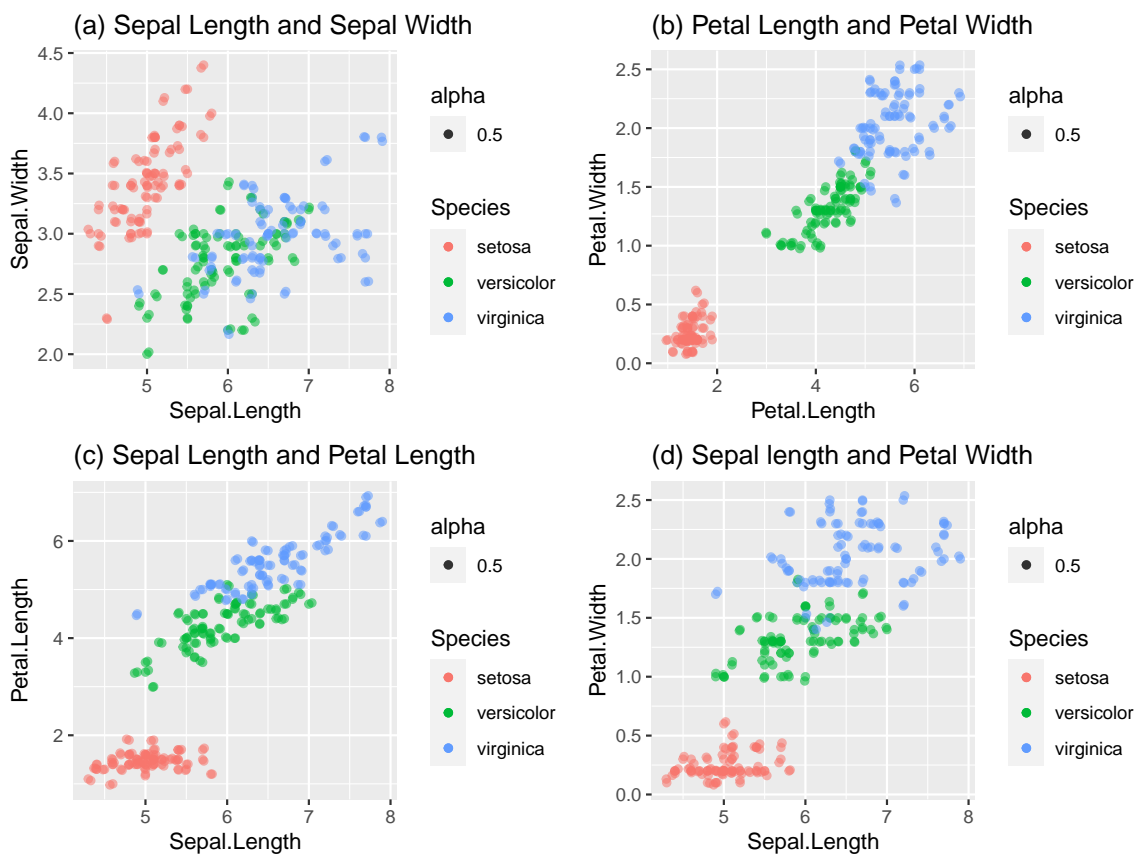 (a) Sepal Length and Sepal Width
4.5
4.0
3.5
3.0
2.5
2.0
Sepal.Width
5
6
7
8
Sepal.Length
alpha
0.5
Species
setosa
versicolor
virginica
(b) Petal Length and Petal Width
2.5
2.0
1.5
1.0
0.5
0.0
Petal.Width
2
4
6
Petal.Length
alpha
0.5
Species
setosa
versicolor
virginica
(c) Sepal Length and Petal Length
6
4
2
Petal.Length
5
6
7
8
Sepal.Length
alpha
0.5
Species
setosa
versicolor
virginica
(d) Sepal length and Petal Width
2.5
2.0
1.5
1.0
0.5
0.0
Petal.Width
5
6
7
8
Sepal.Length
alpha
0.5
Species
setosa
versicolor
virginica